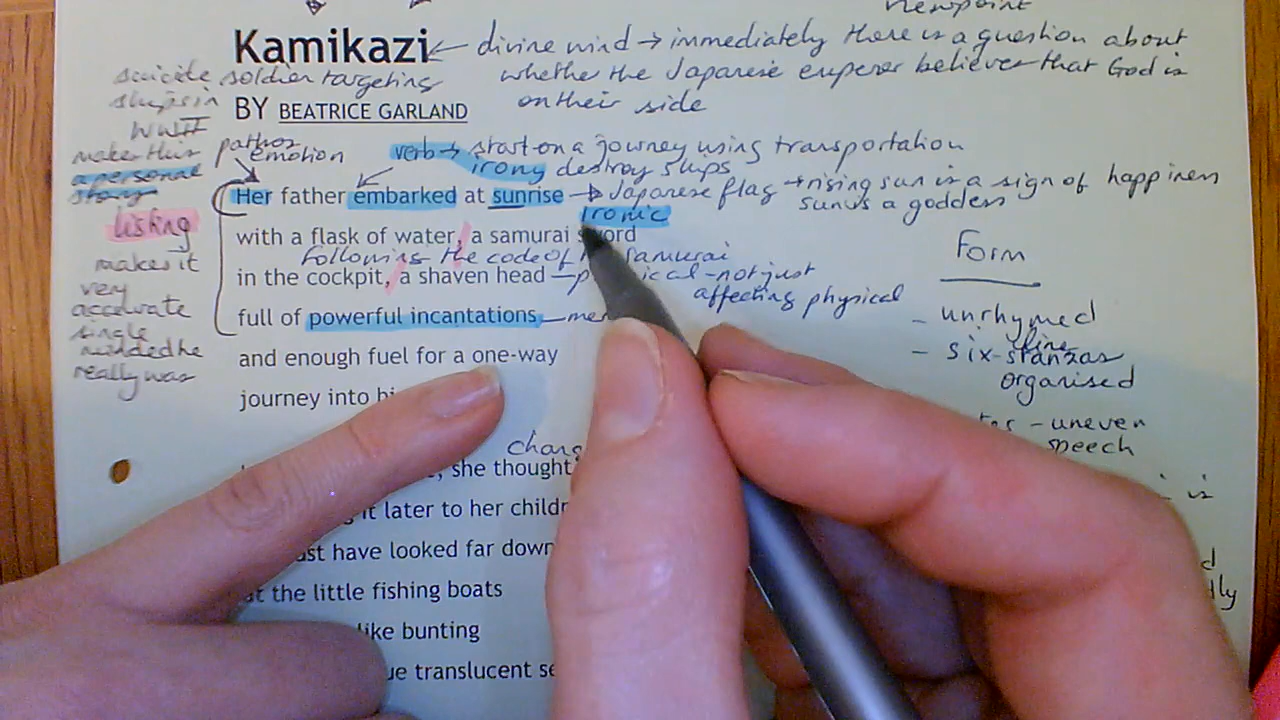 viewpoint
Kamikazi ← divine wind → immediately there is a question about
whether the Japanese emperor believes that God is
on their side
suicide soldier targeting
ships in
WWII
BY BEATRICE GARLAND
makes this
a personal
story
pathos
emotion
verb → start on a journey using transportation
irony destroy ships
Her father embarked at sunrise → Japanese flag → rising sun is a sign of happiness
sun is a goddess
ironic
listing
makes it
very
accurate
single
minded he
really was
with a flask of water, a samurai sword
following the code of samurai
in the cockpit, a shaven head – not just
affecting physical
full of powerful incantations
and enough fuel for a one-way
journey into
Form
- unrhymed
- six line stanzas
organised
- uneven
speech
is
she thought
it later to her
have looked far down
the little fishing boats
like bunting
translucent